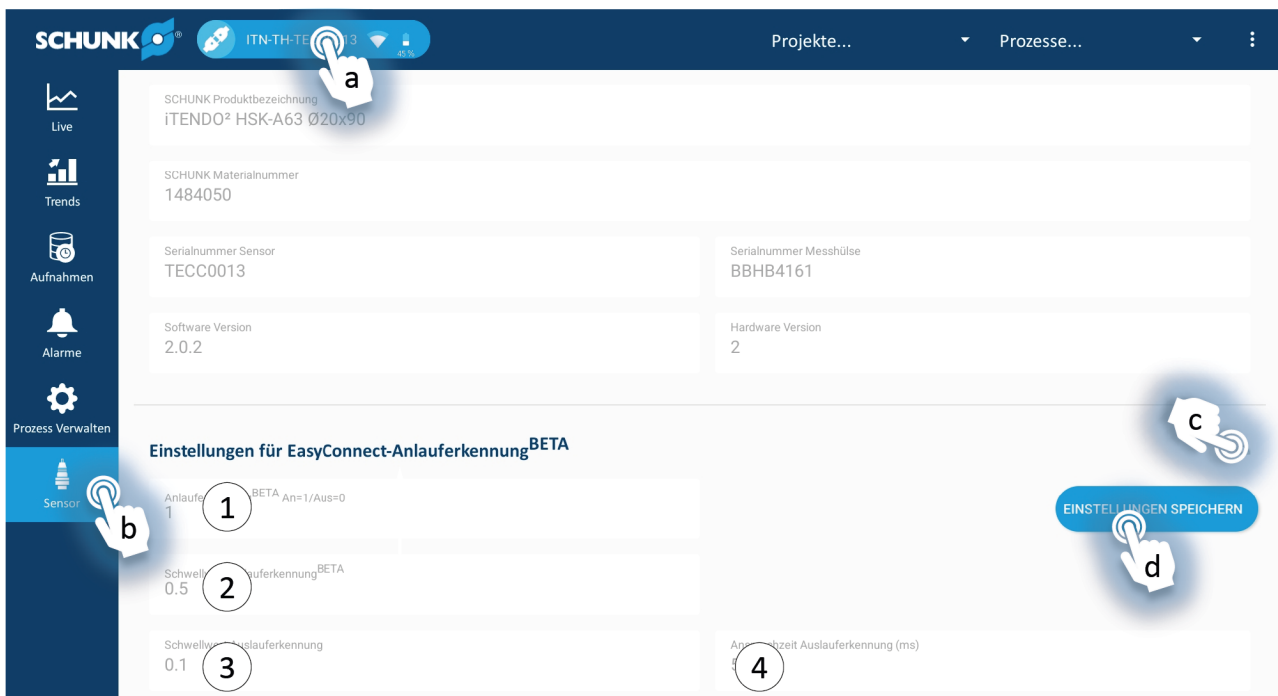 SCHUNK ® ITN-TH-TE 13 45 % Projekte... Prozesse...
a
Live
Trends
Aufnahmen
Alarme
Prozess Verwalten
Sensor
b
SCHUNK Produktbezeichnung
iTENDO² HSK-A63 Ø20x90
SCHUNK Materialnummer
1484050
Serialnummer Sensor
TECC0013
Serialnummer Messhülse
BBHB4161
Software Version
2.0.2
Hardware Version
2
c
Einstellungen für EasyConnect-AnlauferkennungBETA
BETA An=1/Aus=0
1
1
EINSTELLUNGEN SPEICHERN
d
BETA
0.5
2
Auslauferkennung
0.1
3
Auslauferkennung (ms)
4